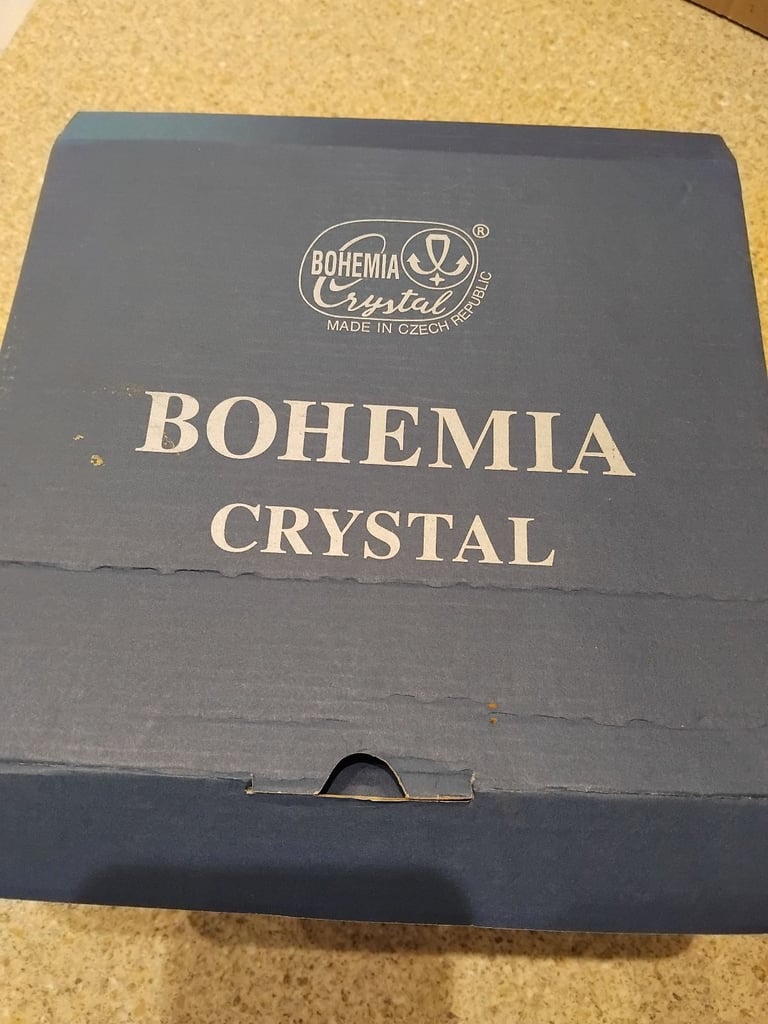 BOHEMIA ®
Crystal
MADE IN CZECH REPUBLIC
BOHEMIA
CRYSTAL